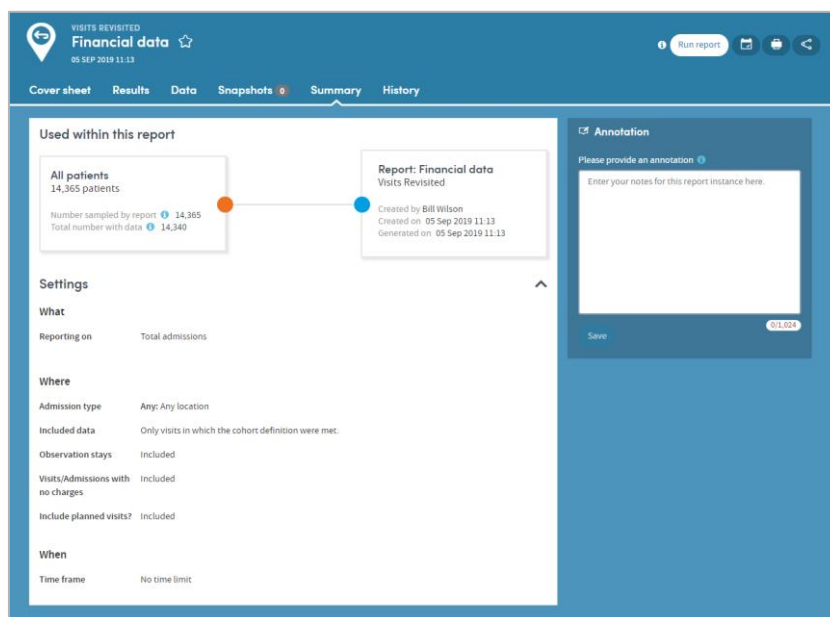 VISITS REVISITED
Financial data
05 SEP 2019 11:13
Run report
Cover sheet Results Data Snapshots 0 Summary History
Used within this report
All patients
14,365 patients
Number sampled by report 14,365
Total number with data 14,340
Report: Financial data
Visits Revisited
Created by Bill Wilson
Created on 05 Sep 2019 11:13
Generated on 05 Sep 2019 11:13
Settings
What
Reporting on Total admissions
Where
Admission type Any: Any location
Included data Only visits in which the cohort definition were met.
Observation stays Included
Visits/Admissions with Included
no charges
Include planned visits? Included
When
Time frame No time limit
Annotation
Please provide an annotation
Enter your notes for this report instance here.
0/1,024
Save